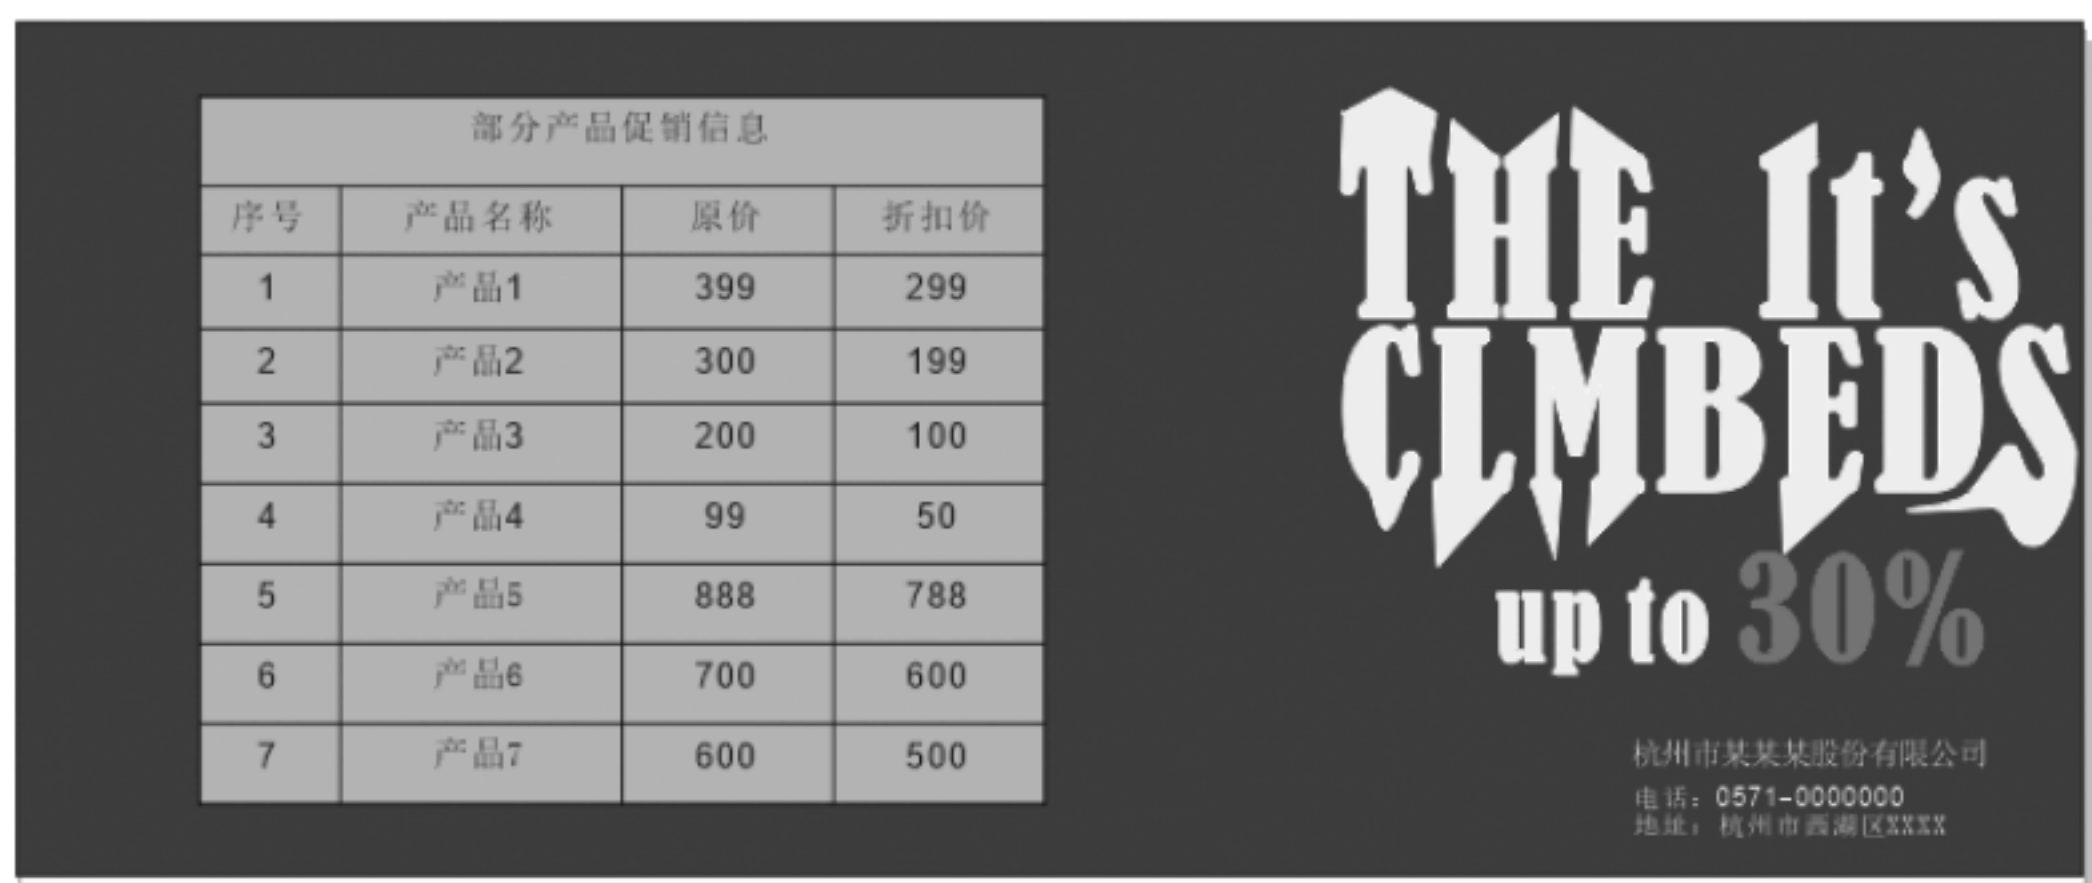 部分产品促销信息
序号 产品名称 原价 折扣价
1 产品1 399 299
2 产品2 300 199
3 产品3 200 100
4 产品4 99 50
5 产品5 888 788
6 产品6 700 600
7 产品7 600 500
THE It's
CLMBEDS
up to 30%
杭州市某某某股份有限公司
电话：0571-0000000
地址：杭州市西湖区XXXX